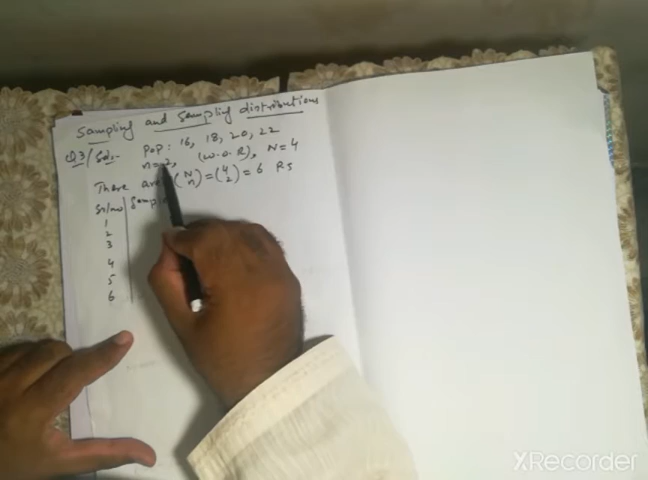 Sampling and Sampling distributions
Q3/Sol:- Pop: 16, 18, 20, 22
n=2, (w.o.R), N=4
There are (N n) = (4 2) = 6 RS
Sr/no Sample
1
2
3
4
5
6
XRecorder